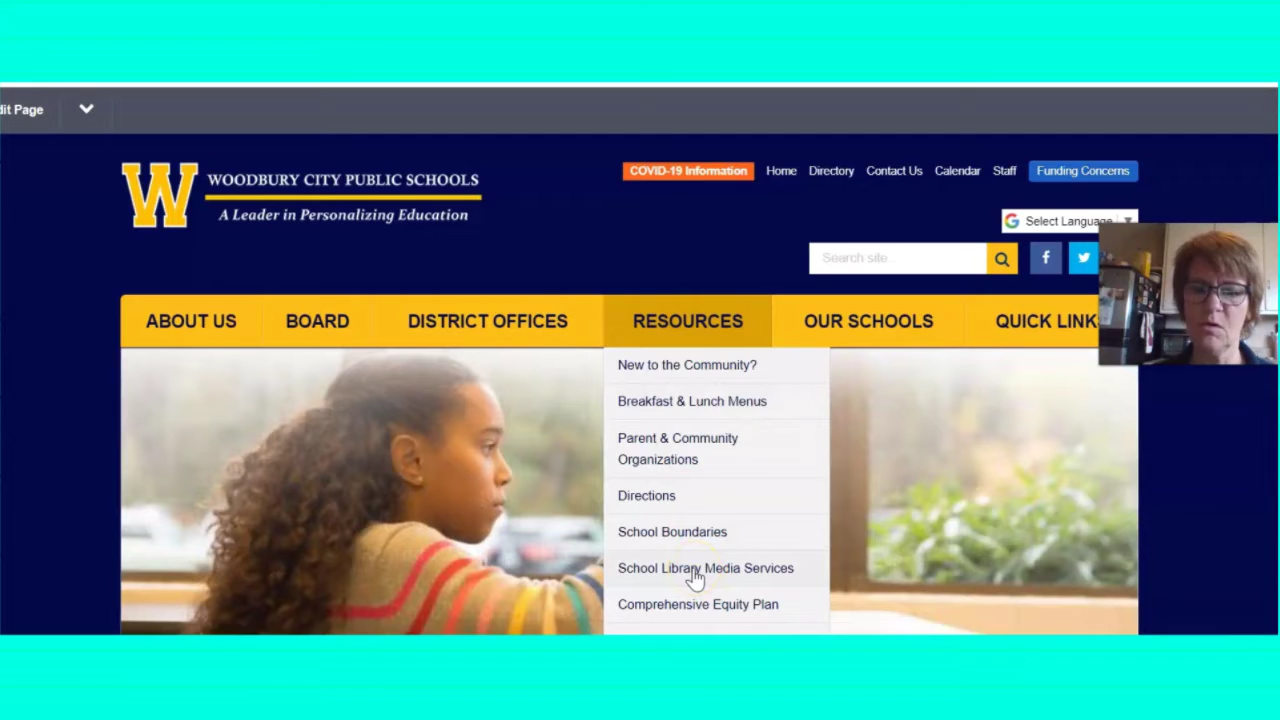 dit Page
W
WOODBURY CITY PUBLIC SCHOOLS
A Leader in Personalizing Education
COVID-19 Information
Home
Directory
Contact Us
Calendar
Staff
Funding Concerns
G Select Language
Search site
f
ABOUT US
BOARD
DISTRICT OFFICES
RESOURCES
OUR SCHOOLS
QUICK LINK
New to the Community?
Breakfast & Lunch Menus
Parent & Community
Organizations
Directions
School Boundaries
School Library Media Services
Comprehensive Equity Plan